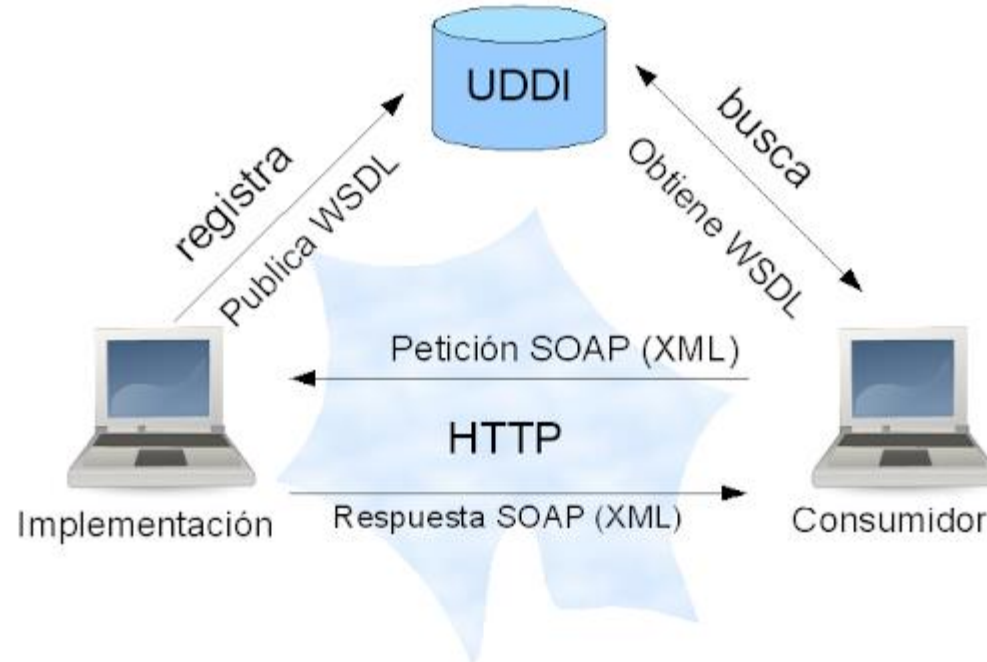 UDDI
registra
Publica WSDL
busca
Obtiene WSDL
Petición SOAP (XML)
HTTP
Respuesta SOAP (XML)
Implementación
Consumidor